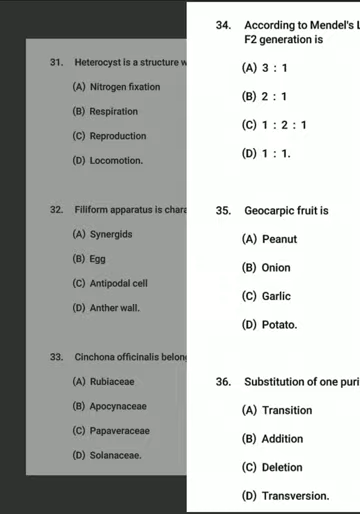 31. Heterocyst is a structure
(A) Nitrogen fixation
(B) Respiration
(C) Reproduction
(D) Locomotion.
32. Filiform apparatus is
(A) Synergids
(B) Egg
(C) Antipodal cell
(D) Anther wall.
33. Cinchona officinalis
(A) Rubiaceae
(B) Apocynaceae
(C) Papaveraceae
(D) Solanaceae.
34. According to Mendel's
F2 generation is
(A) 3 : 1
(B) 2 : 1
(C) 1 : 2 : 1
(D) 1 : 1.
35. Geocarpic fruit is
(A) Peanut
(B) Onion
(C) Garlic
(D) Potato.
36. Substitution of one
(A) Transition
(B) Addition
(C) Deletion
(D) Transversion.